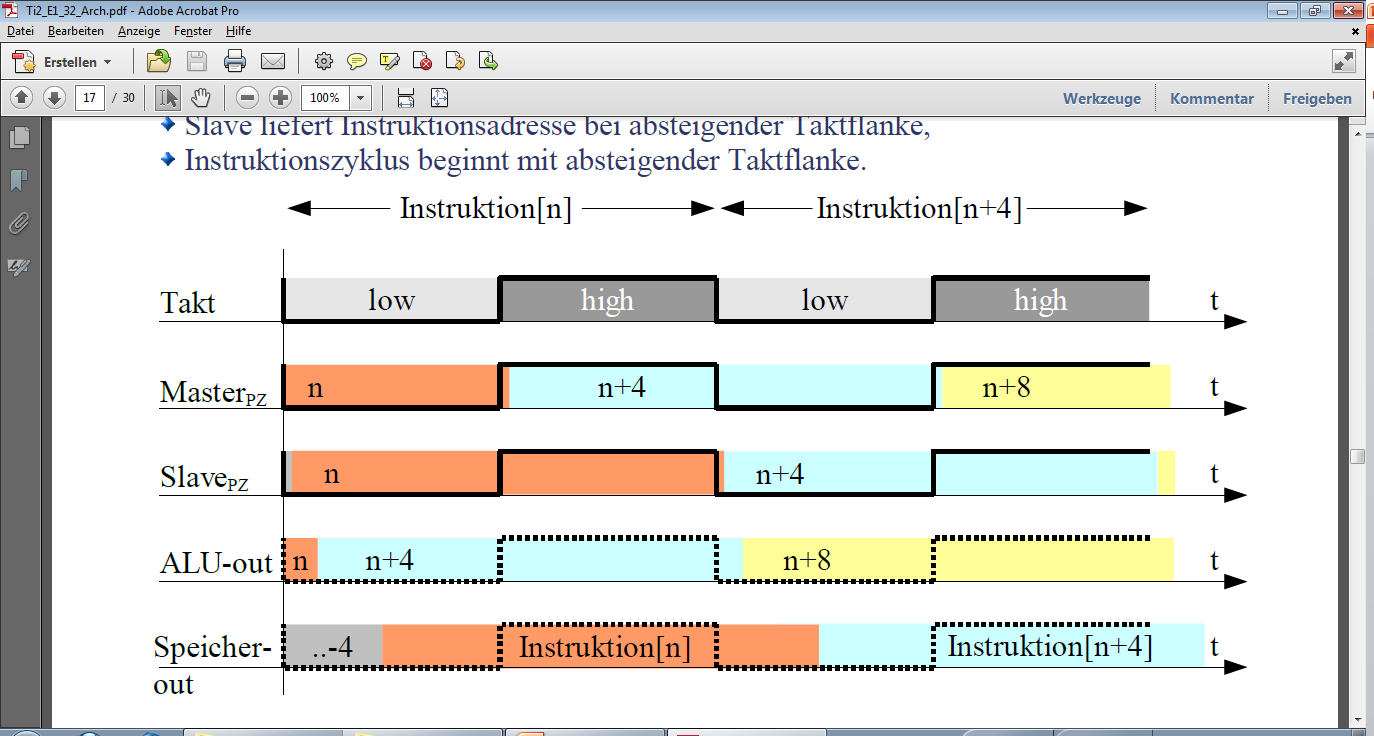 Ti2_E1_32_Arch.pdf - Adobe Acrobat Pro
Datei Bearbeiten Anzeige Fenster Hilfe
Erstellen
17 / 30 100% Werkzeuge Kommentar Freigeben
Slave liefert Instruktionsadresse bei absteigender Taktflanke,
Instruktionszyklus beginnt mit absteigender Taktflanke.
Instruktion[n] Instruktion[n+4]
Takt low high low high t
MasterPZ n n+4 n+8 t
SlavePZ n n+4 t
ALU-out n n+4 n+8 t
Speicher-
out ..-4 Instruktion[n] Instruktion[n+4] t